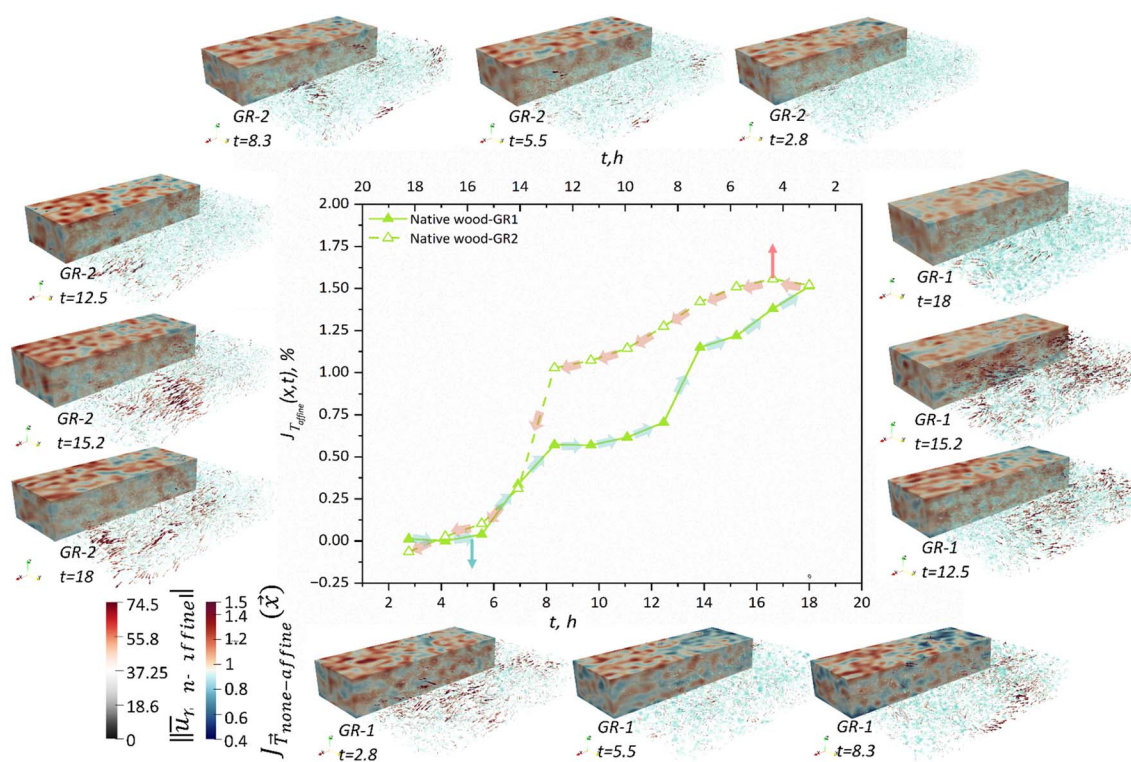 GR-2
t=8.3
GR-2
t=5.5
GR-2
t=2.8
t,h
20 18 16 14 12 10 8 6 4 2
GR-2
t=12.5
GR-2
t=15.2
GR-2
t=18
2.00
1.75
1.50
1.25
1.00
0.75
0.50
0.25
0.00
−0.25
J_T_affine(x,t), %
Native wood-GR1
Native wood-GR2
2 4 6 8 10 12 14 16 18 20
t, h
GR-1
t=18
GR-1
t=15.2
GR-1
t=12.5
74.5
55.8
37.25
18.6
0
1.5
1.4
1.2
1
0.8
0.6
0.4
J_T none−affine (x)
GR-1
t=2.8
GR-1
t=5.5
GR-1
t=8.3